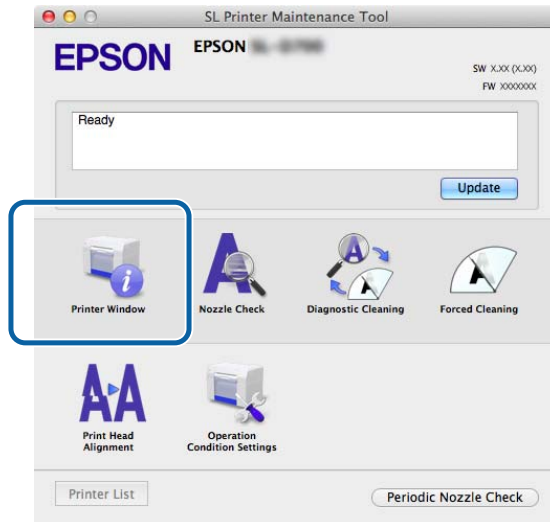 SL Printer Maintenance Tool
EPSON
EPSON
SW X.XX (X.XX)
FW XXXXXXX
Ready
Update
Printer Window
Nozzle Check
Diagnostic Cleaning
Forced Cleaning
Print Head
Alignment
Operation
Condition Settings
Printer List
Periodic Nozzle Check